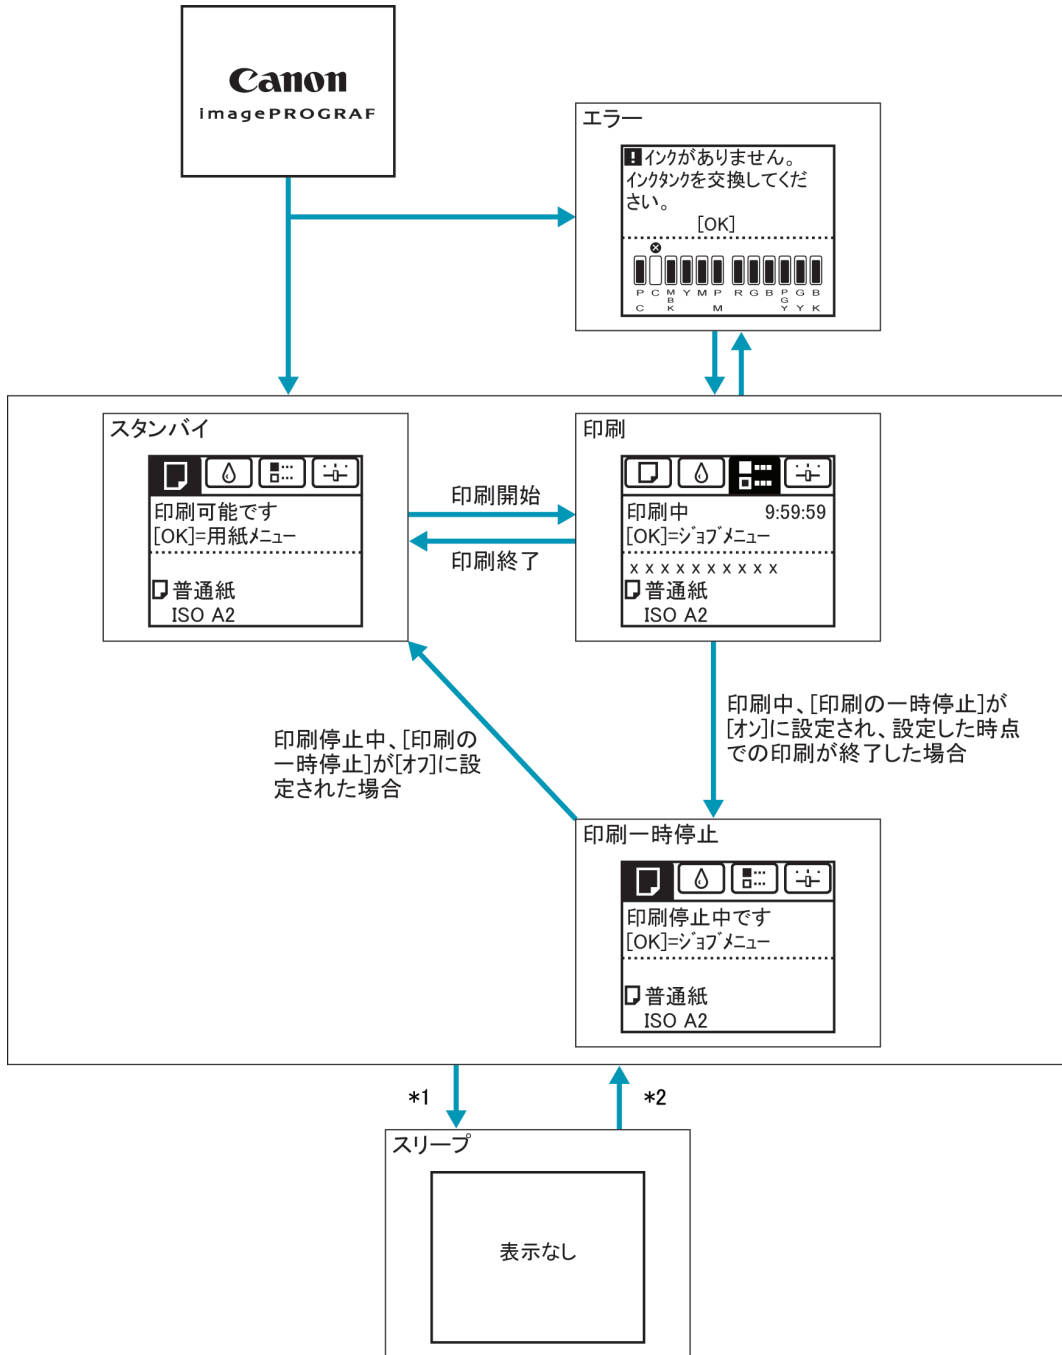 Canon
imagePROGRAF
エラー
!インクがありません。
インクタンクを交換してくだ
さい。
[OK]
PC C MBK Y M PM R G B PGY GY BK
スタンバイ
印刷可能です
[OK]=用紙メニュー
普通紙
ISO A2
印刷開始
印刷終了
印刷
印刷中 9:59:59
[OK]=ジョブメニュー
x x x x x x x x x x
普通紙
ISO A2
印刷停止中、[印刷の
一時停止]が[オフ]に設
定された場合
印刷中、[印刷の一時停止]が
[オン]に設定され、設定した時点
での印刷が終了した場合
印刷一時停止
印刷停止中です
[OK]=ジョブメニュー
普通紙
ISO A2
*1
*2
スリープ
表示なし